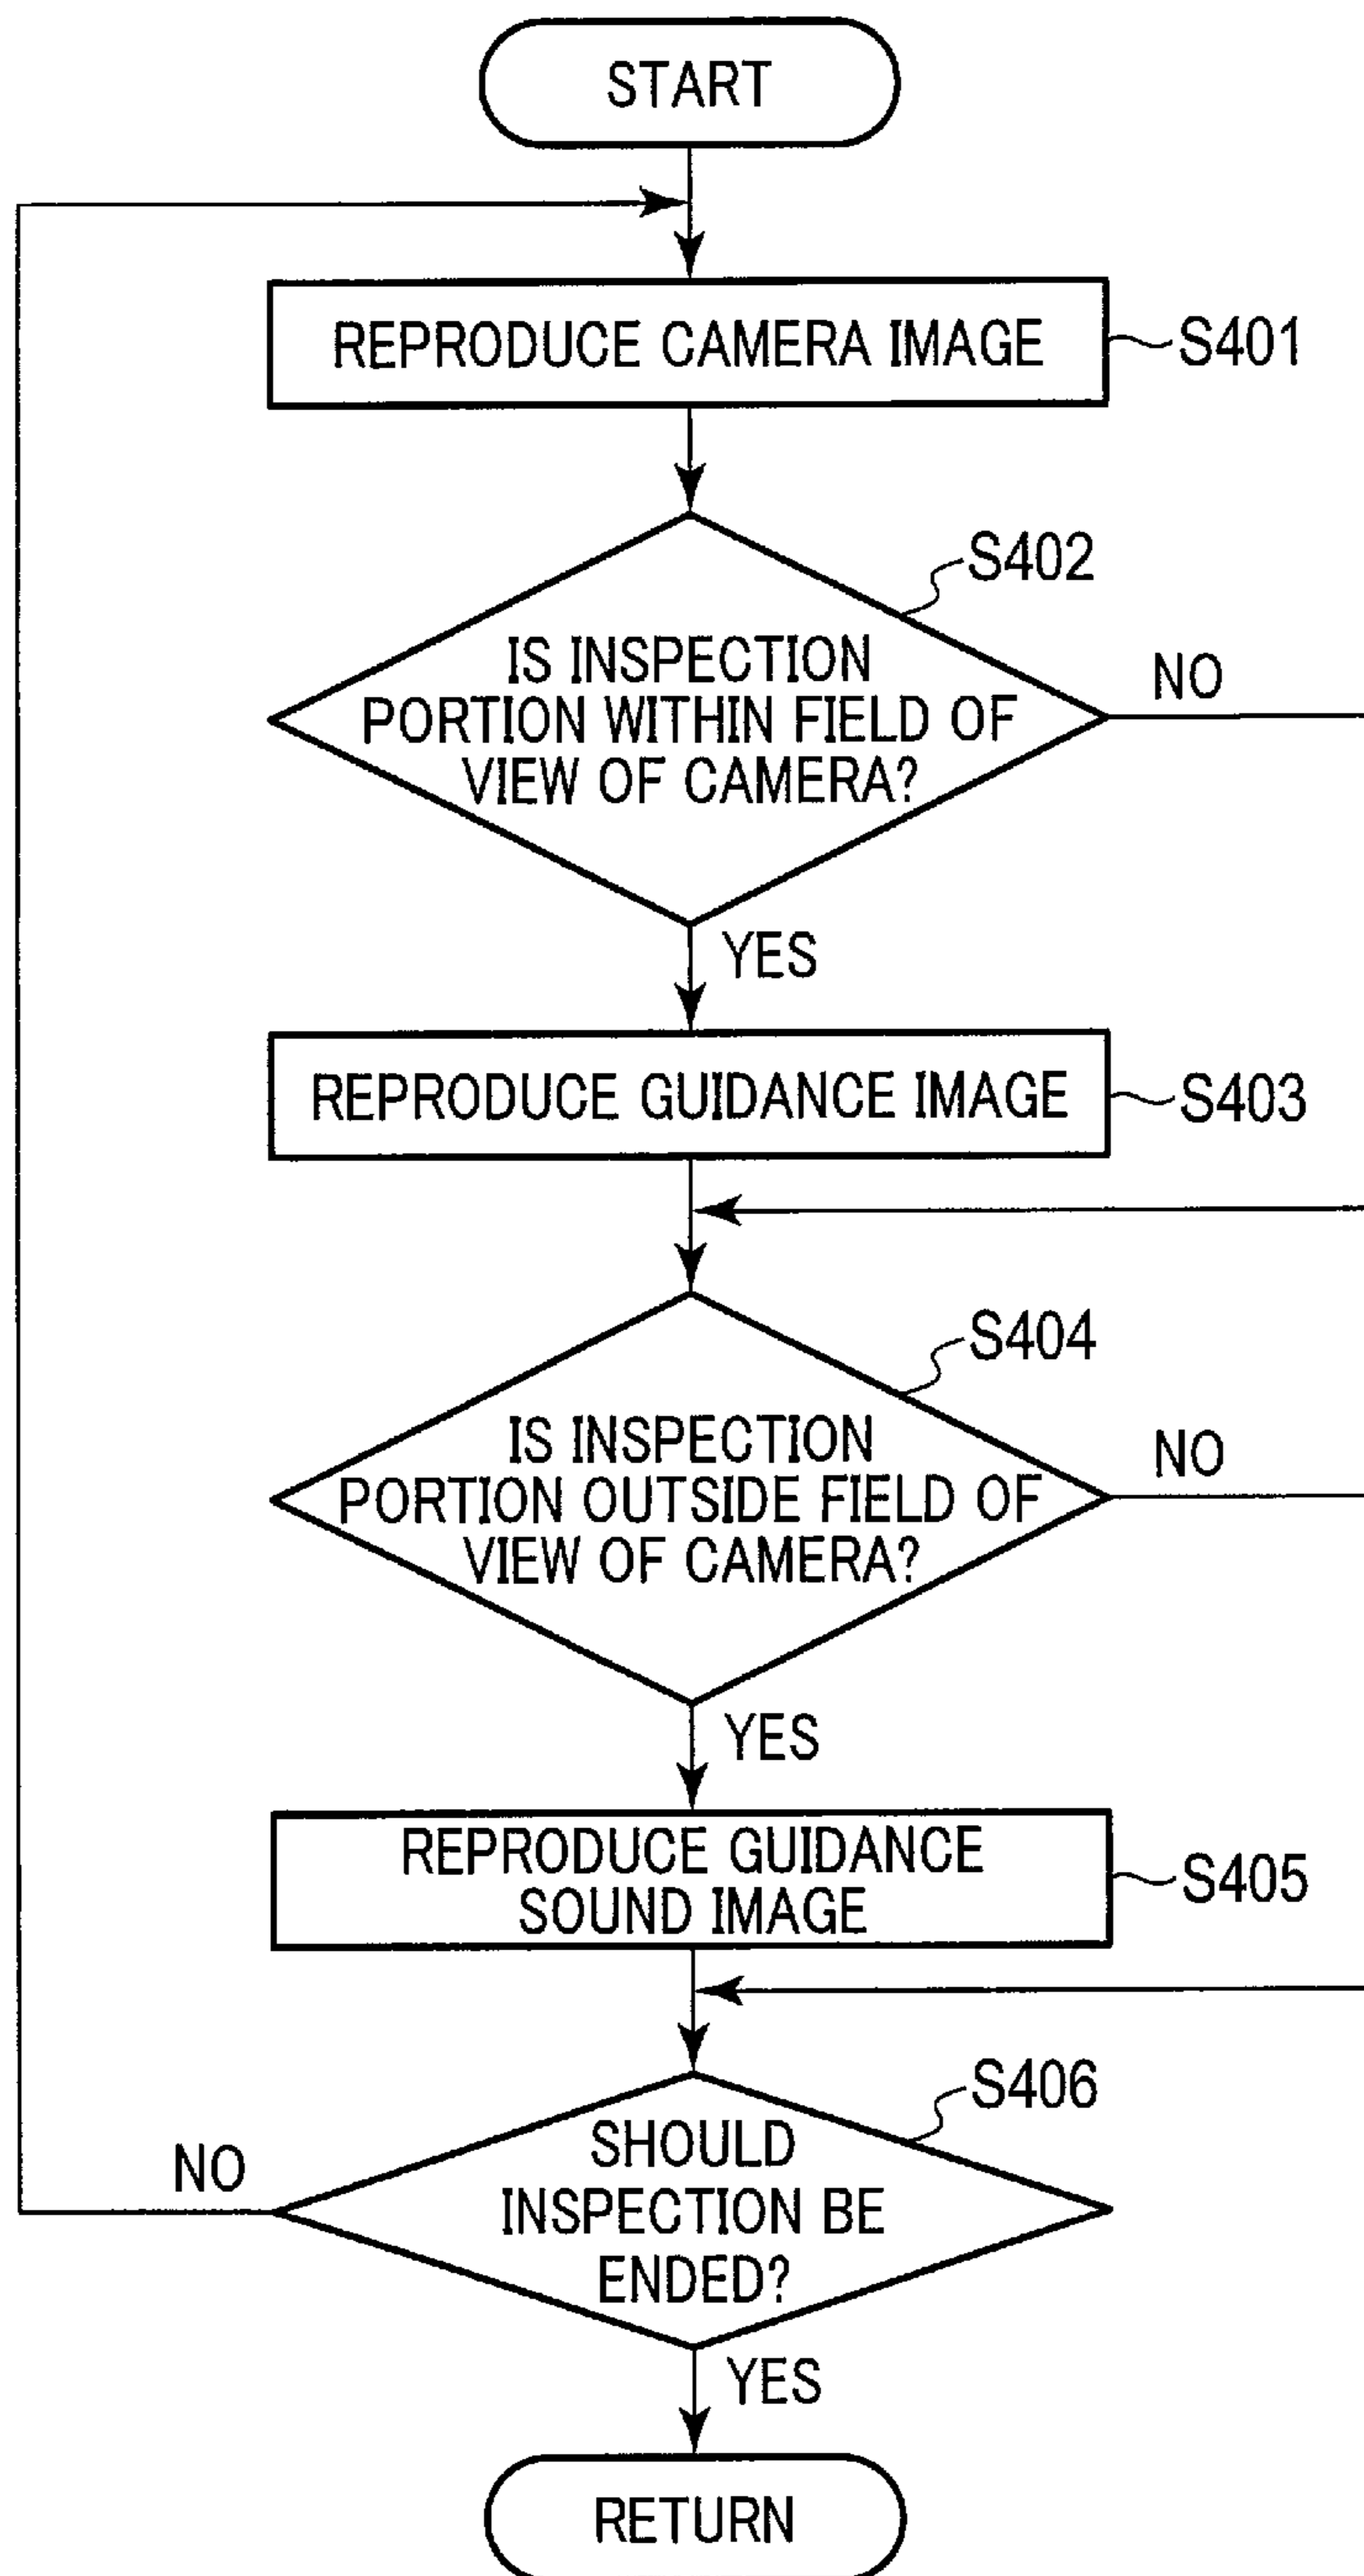 START
REPRODUCE CAMERA IMAGE
S401
S402
IS INSPECTION
PORTION WITHIN FIELD OF
VIEW OF CAMERA?
NO
YES
REPRODUCE GUIDANCE IMAGE
S403
S404
IS INSPECTION
PORTION OUTSIDE FIELD OF
VIEW OF CAMERA?
NO
YES
REPRODUCE GUIDANCE
SOUND IMAGE
S405
S406
SHOULD
INSPECTION BE
ENDED?
NO
YES
RETURN